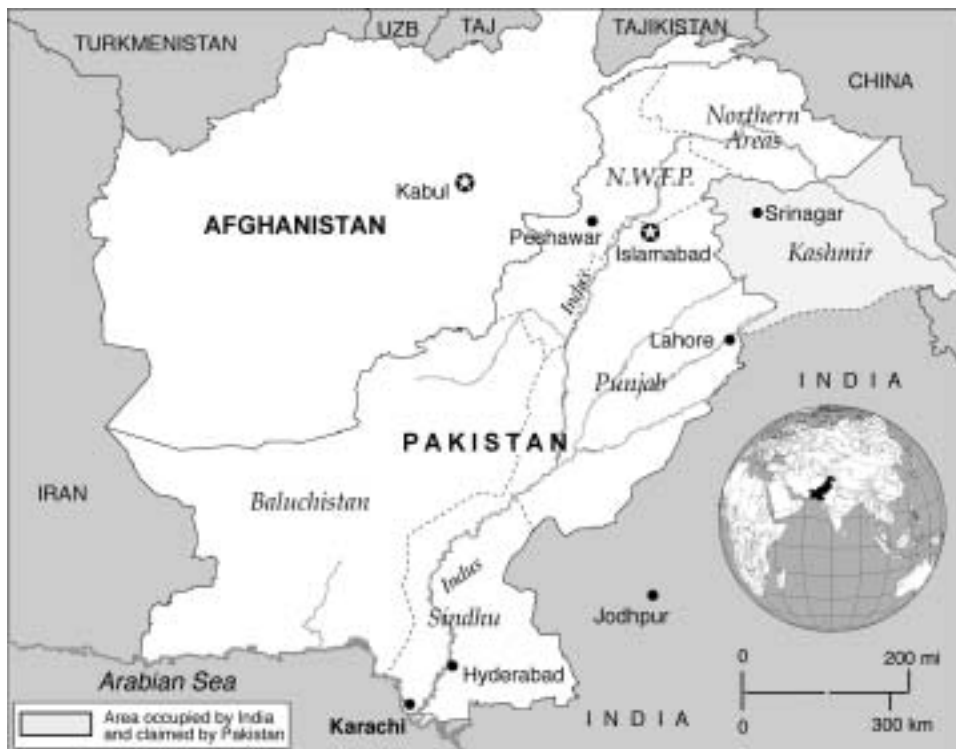 UZB
TAJ
TURKMENISTAN
TAJIKISTAN
CHINA
Northern
Areas
N.W.F.P.
Kabul
AFGHANISTAN
Peshawar
Islamabad
Srinagar
Kashmir
Indus
Lahore
Punjab
INDIA
PAKISTAN
IRAN
Baluchistan
Indus
Sindhu
Jodhpur
Hyderabad
Arabian Sea
Karachi
INDIA
0
200 mi
0
300 km
Area occupied by India
and claimed by Pakistan